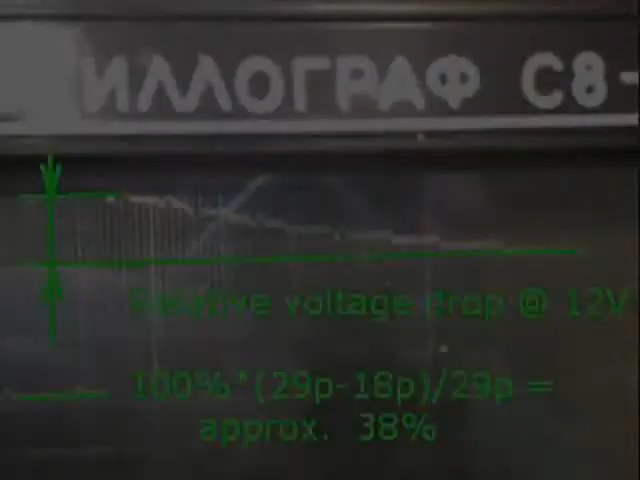 ИЛЛОГРАФ С8-
Relative voltage drop @ 12V
100%*(29p-18p)/29p =
approx. 38%